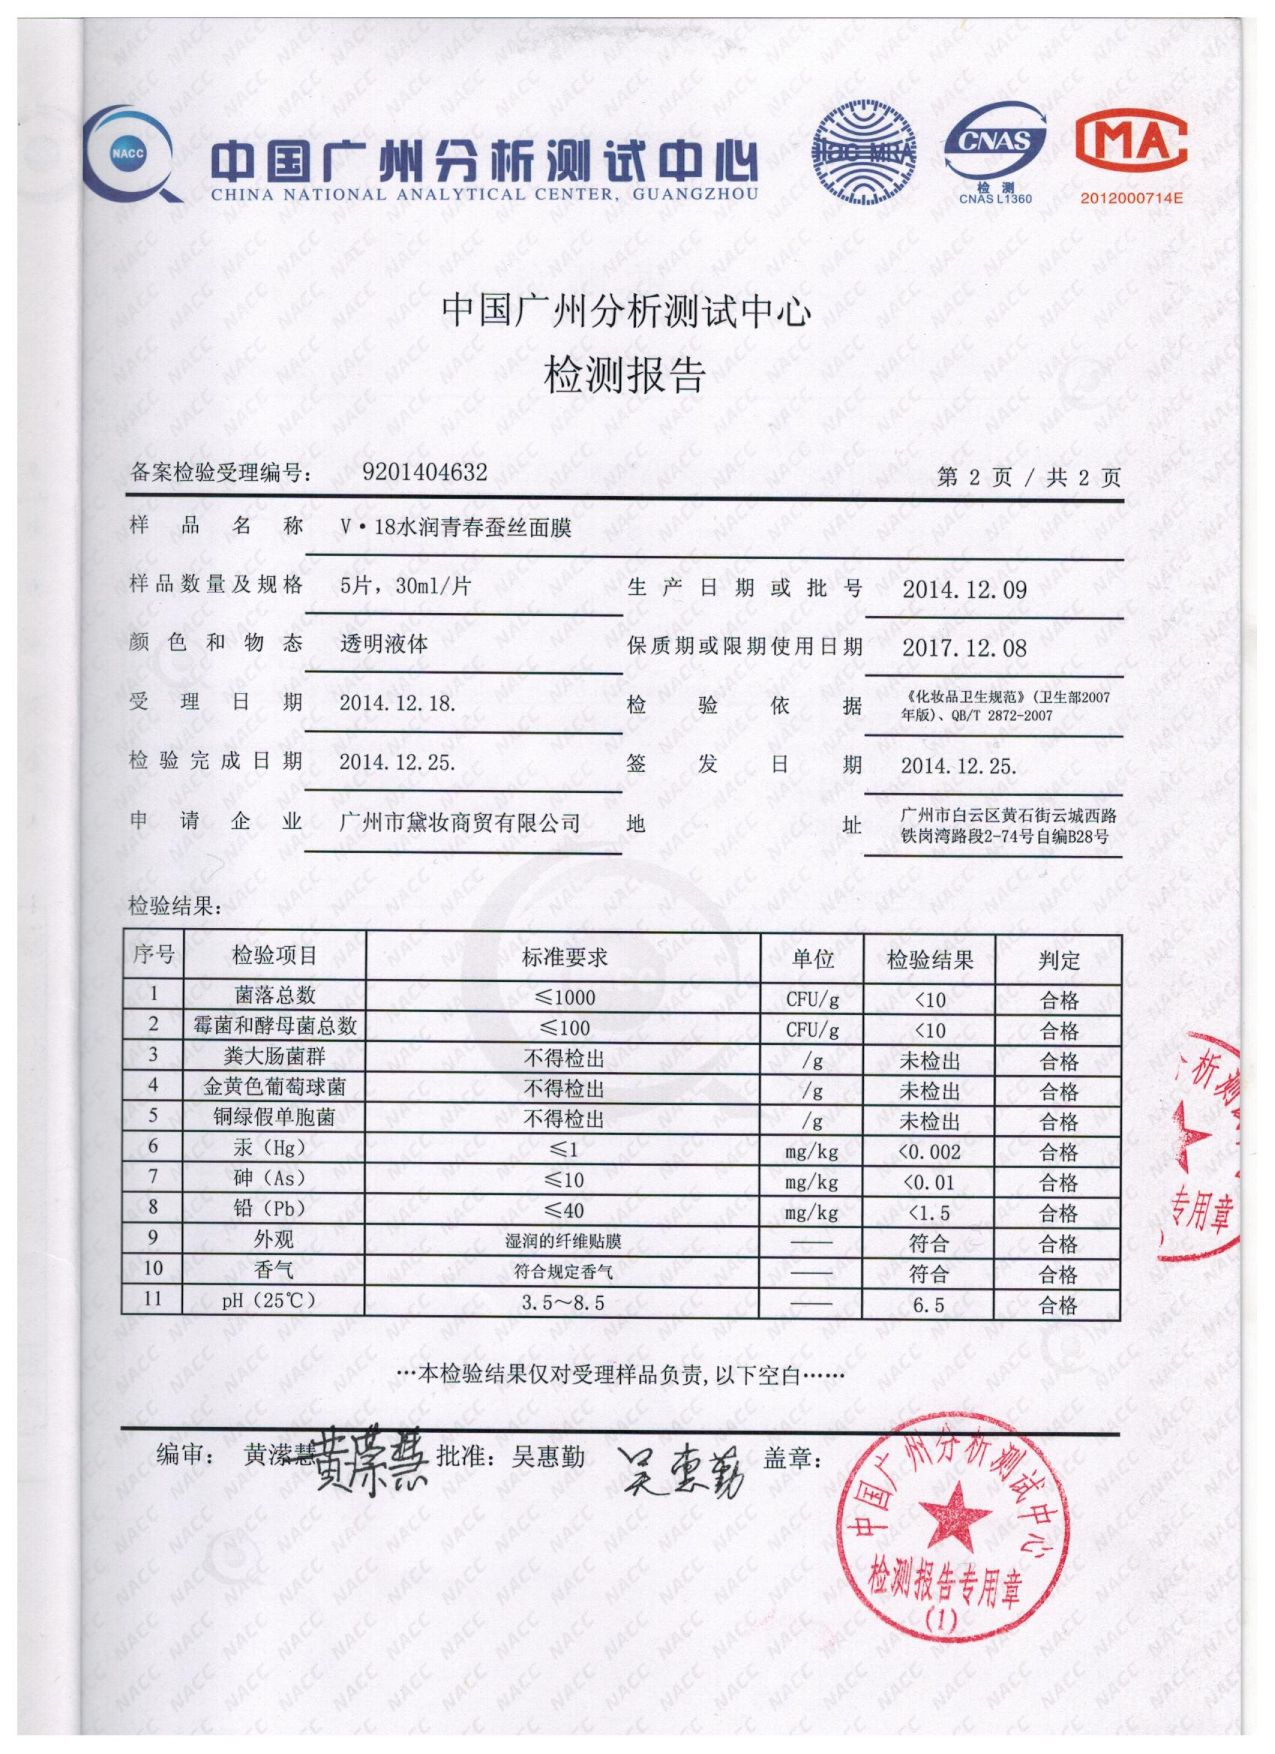 NACC
中国广州分析测试中心
CHINA NATIONAL ANALYTICAL CENTER, GUANGZHOU
ilac-MRA
CNAS
检 测
CNAS L1360
MA
2012000714E
中国广州分析测试中心
检测报告
备案检验受理编号： 9201404632
第 2 页 / 共 2 页
样品名称 V·18水润青春蚕丝面膜
样品数量及规格 5片，30ml/片 生产日期或批号 2014.12.09
颜色和物态 透明液体 保质期或限期使用日期 2017.12.08
受理日期 2014.12.18. 检验依据 《化妆品卫生规范》（卫生部2007
年版）、QB/T 2872-2007
检验完成日期 2014.12.25. 签发日期 2014.12.25.
申请企业 广州市黛妆商贸有限公司 地址 广州市白云区黄石街云城西路
铁岗湾路段2-74号自编B28号
检验结果：
序号 检验项目 标准要求 单位 检验结果 判定
1 菌落总数 ≤1000 CFU/g <10 合格
2 霉菌和酵母菌总数 ≤100 CFU/g <10 合格
3 粪大肠菌群 不得检出 /g 未检出 合格
4 金黄色葡萄球菌 不得检出 /g 未检出 合格
5 铜绿假单胞菌 不得检出 /g 未检出 合格
6 汞（Hg） ≤1 mg/kg <0.002 合格
7 砷（As） ≤10 mg/kg <0.01 合格
8 铅（Pb） ≤40 mg/kg <1.5 合格
9 外观 湿润的纤维贴膜 —— 符合 合格
10 香气 符合规定香气 —— 符合 合格
11 pH（25℃） 3.5～8.5 —— 6.5 合格
析测
专用章
…本检验结果仅对受理样品负责,以下空白……
编审： 黄潆慧 黄潆慧 批准：吴惠勤 吴惠勤 盖章：
中国广州分析测试中心
检测报告专用章
(1)